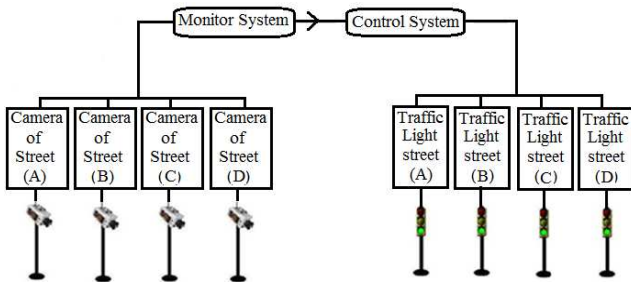 Monitor System
Control System
Camera
of
Street
(A)
Camera
of
Street
(B)
Camera
of
Street
(C)
Camera
of
Street
(D)
Traffic
Light
street
(A)
Traffic
Light
street
(B)
Traffic
Light
street
(C)
Traffic
Light
street
(D)